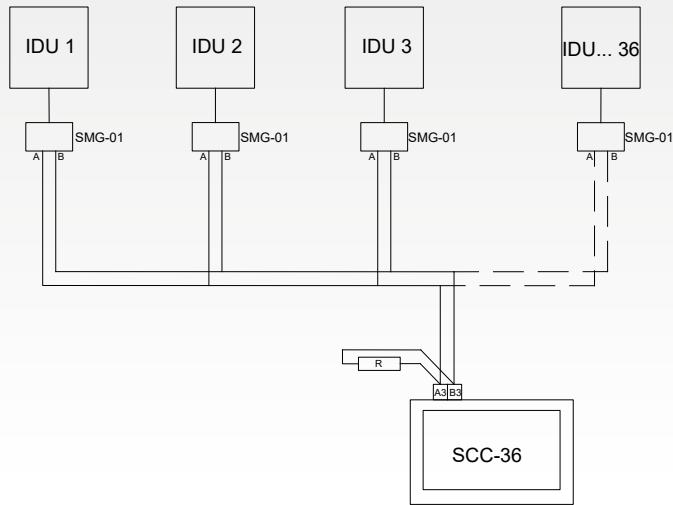 IDU 1
IDU 2
IDU 3
IDU... 36
SMG-01
SMG-01
SMG-01
SMG-01
A B
A B
A B
A B
R
A3 B3
SCC-36